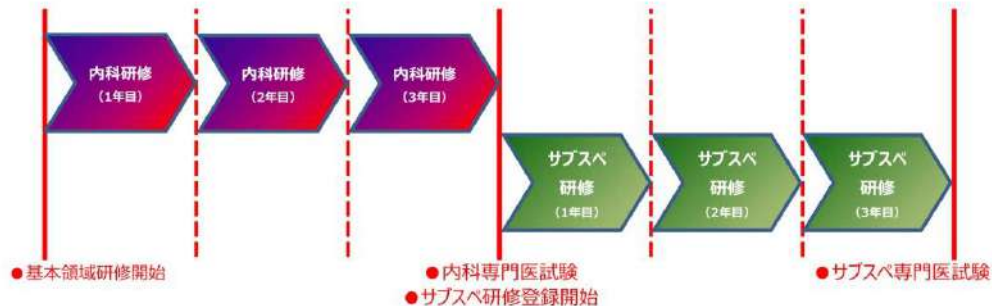 内科研修
(1年目)
内科研修
(2年目)
内科研修
(3年目)
サブスペ
研修
(1年目)
サブスペ
研修
(2年目)
サブスペ
研修
(3年目)
●基本領域研修開始
●内科専門医試験
●サブスペ研修登録開始
●サブスペ専門医試験